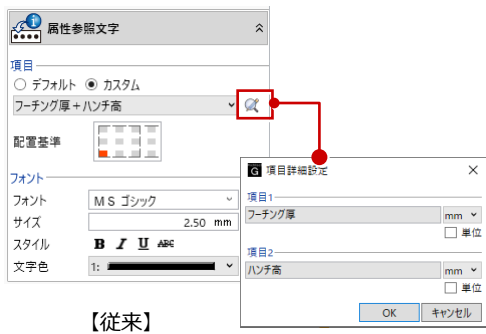 属性参照文字
項目
デフォルト カスタム
フーチング厚+ハンチ高
配置基準
フォント
フォント MS ゴシック
サイズ 2.50 mm
スタイル B I U ABC
文字色 1:
G 項目詳細設定
項目1
フーチング厚 mm
単位
項目2
ハンチ高 mm
単位
OK キャンセル
【従来】